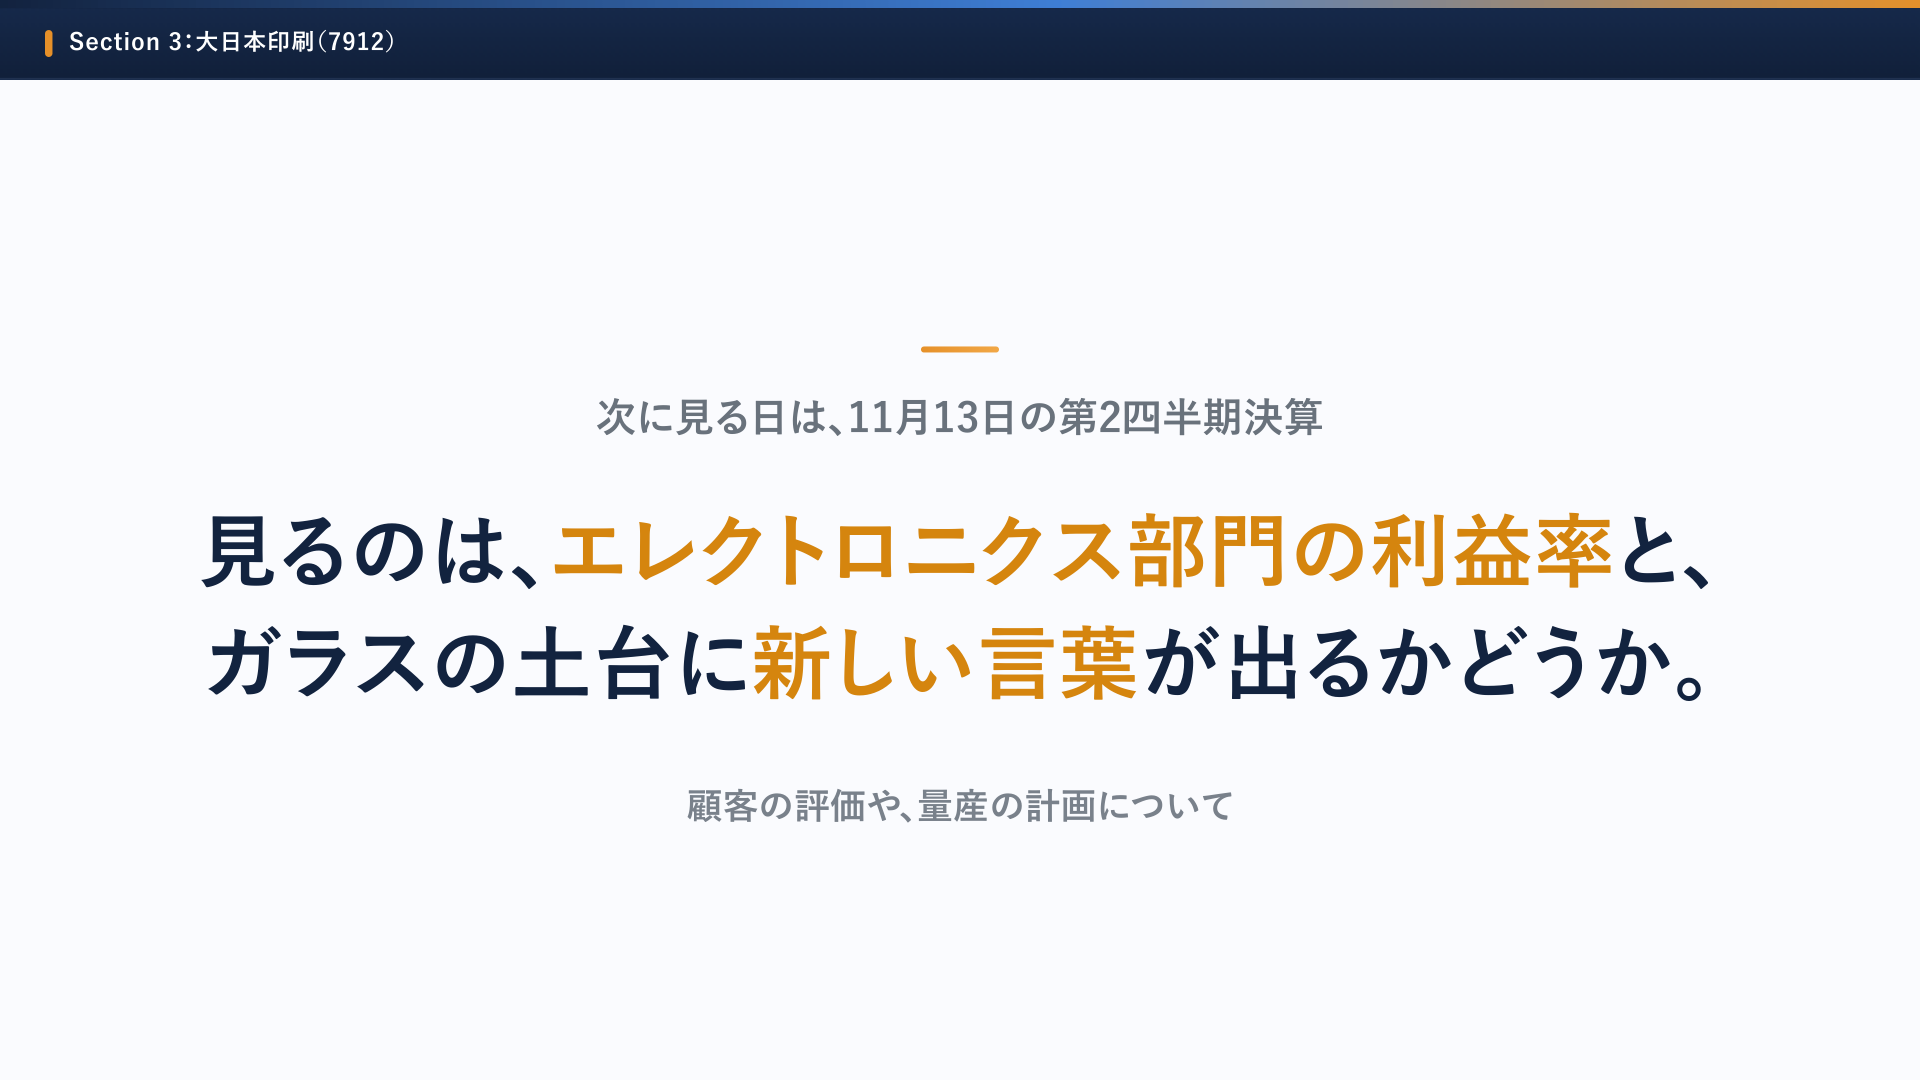 Section 3：大日本印刷（7912）
次に見る日は、11月13日の第2四半期決算
見るのは、エレクトロニクス部門の利益率と、
ガラスの土台に新しい言葉が出るかどうか。
顧客の評価や、量産の計画について